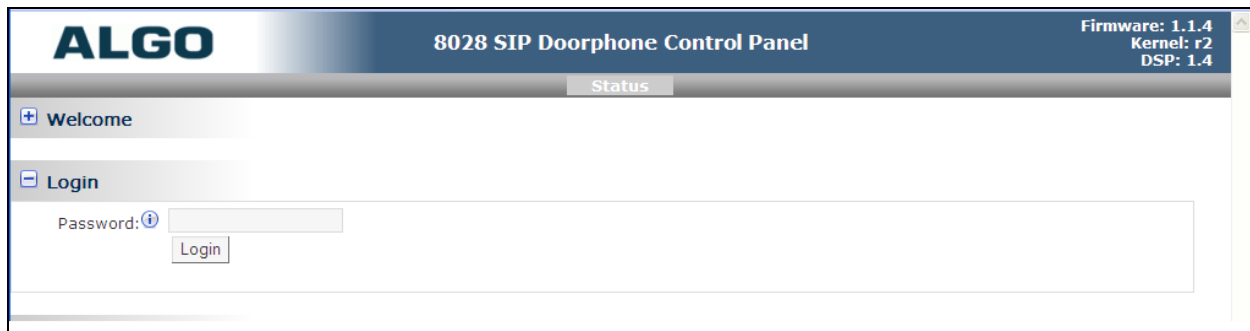 ALGO
8028 SIP Doorphone Control Panel
Firmware: 1.1.4
Kernel: r2
DSP: 1.4
Status
Welcome
Login
Password:
Login